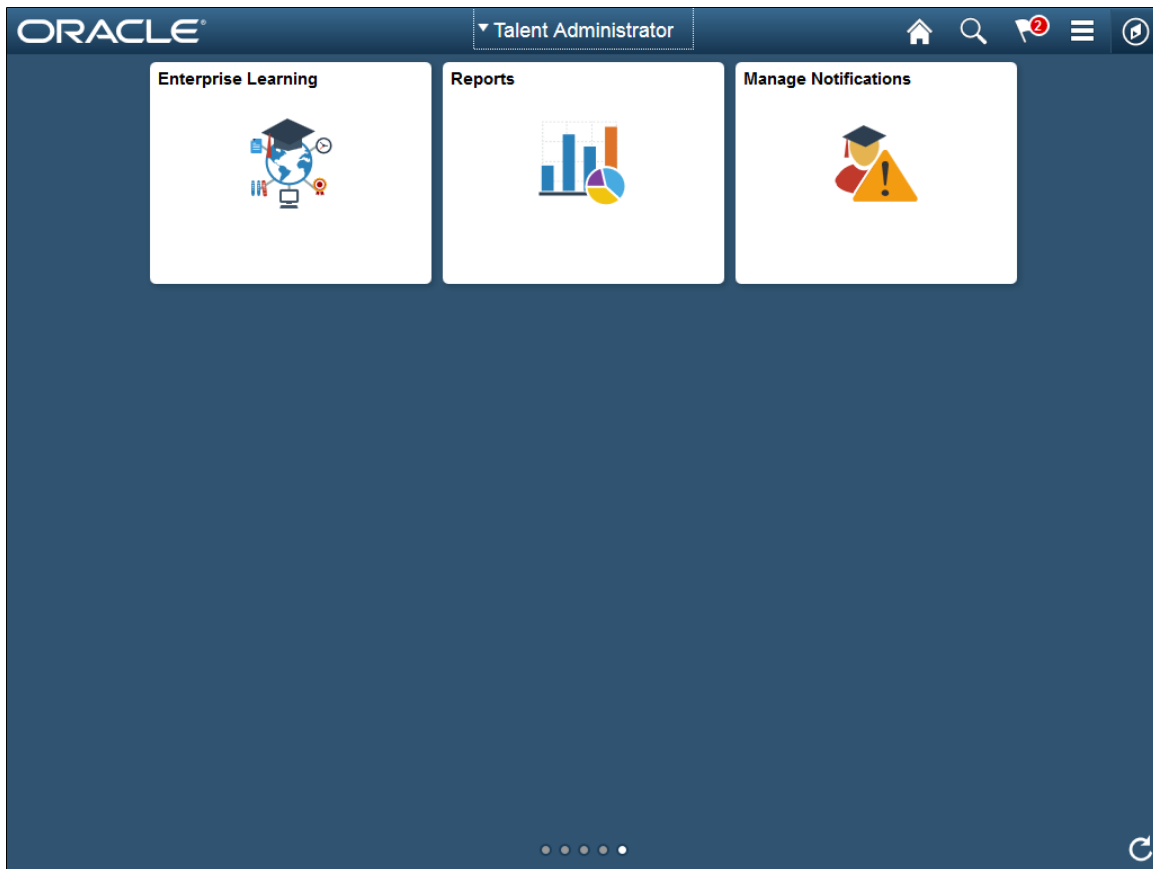 ORACLE®
Talent Administrator
2
Enterprise Learning
Reports
Manage Notifications
!